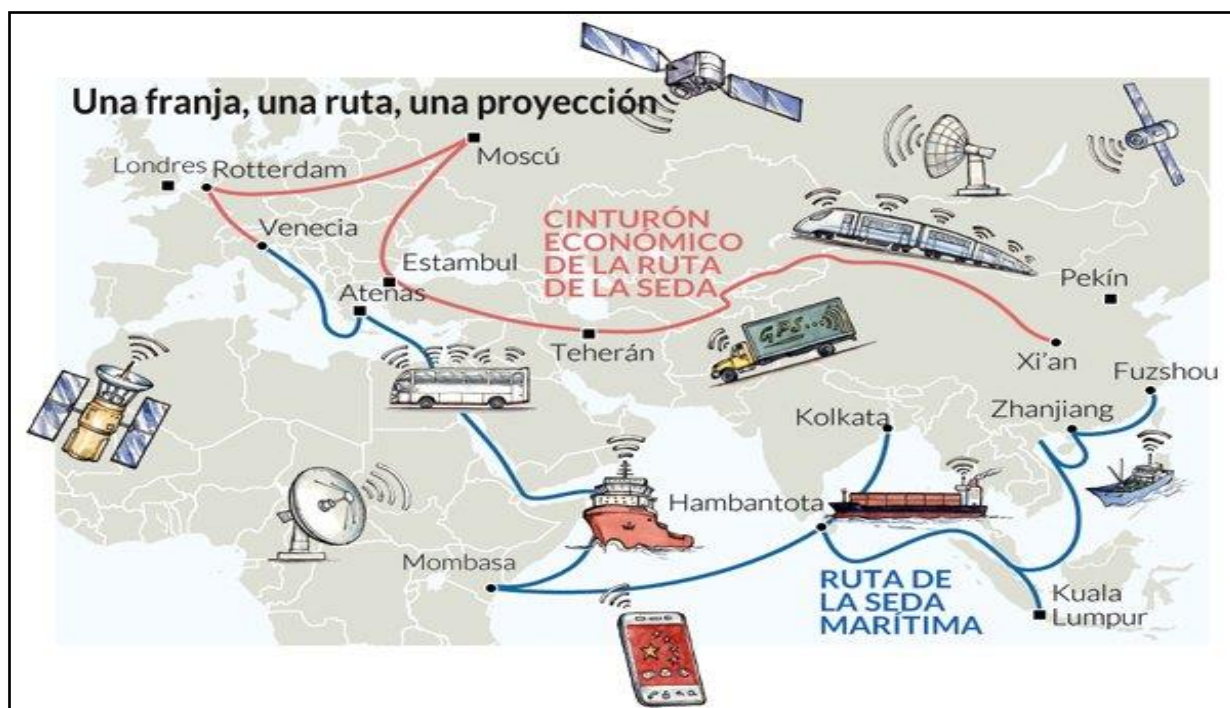 Una franja, una ruta, una proyección
Londres
Rotterdam
Moscú
Venecia
CINTURÓN
ECONÓMICO
DE LA RUTA
DE LA SEDA
Estambul
Atenas
Pekín
Teherán
GPS...
Xi'an
Fuzshou
Kolkata
Zhanjiang
Hambantota
Mombasa
RUTA DE
LA SEDA
MARÍTIMA
Kuala
Lumpur